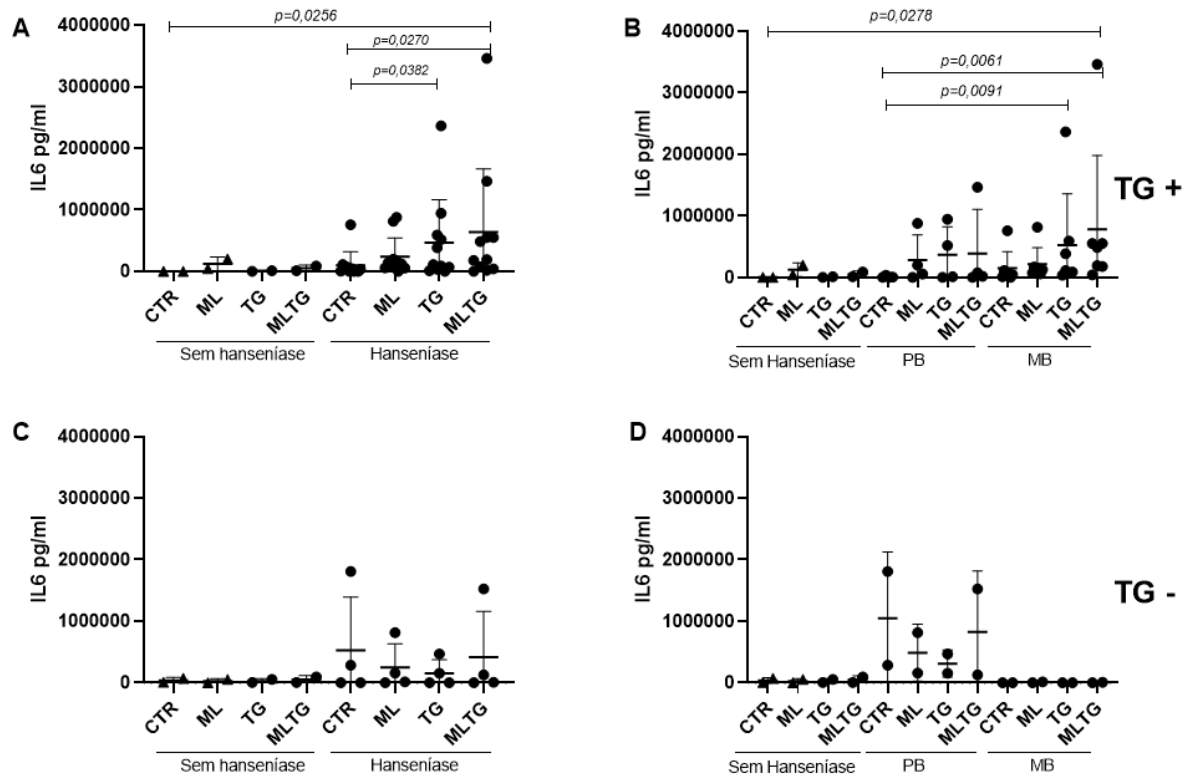 A
p=0,0256
p=0,0270
p=0,0382
IL6 pg/ml
4000000
3000000
2000000
1000000
0
CTR ML TG MLTG CTR ML TG MLTG
Sem hanseníase Hanseníase
B
p=0,0278
p=0,0061
p=0,0091
IL6 pg/ml
4000000
3000000
2000000
1000000
0
CTR ML TG MLTG CTR ML TG MLTG CTR ML TG MLTG
Sem Hanseníase PB MB
TG +
C
IL6 pg/ml
4000000
3000000
2000000
1000000
0
CTR ML TG MLTG CTR ML TG MLTG
Sem hanseníase Hanseníase
D
IL6 pg/ml
4000000
3000000
2000000
1000000
0
CTR ML TG MLTG CTR ML TG MLTG CTR ML TG MLTG
Sem Hanseníase PB MB
TG -